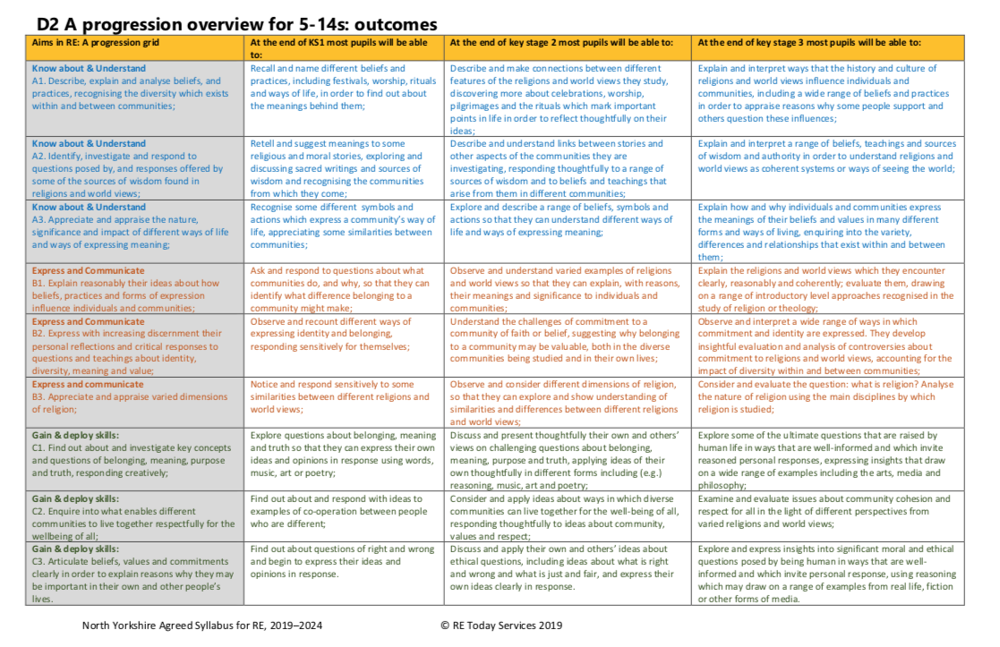 D2 A progression overview for 5-14s: outcomes
Aims in RE: A progression grid
At the end of KS1 most pupils will be able
to:
At the end of key stage 2 most pupils will be able to:
At the end of key stage 3 most pupils will be able to:
Know about & Understand
A1. Describe, explain and analyse beliefs, and
practices, recognising the diversity which exists
within and between communities;
Recall and name different beliefs and
practices, including festivals, worship, rituals
and ways of life, in order to find out about
the meanings behind them;
Describe and make connections between different
features of the religions and world views they study,
discovering more about celebrations, worship,
pilgrimages and the rituals which mark important
points in life in order to reflect thoughtfully on their
ideas;
Explain and interpret ways that the history and culture of
religions and world views influence individuals and
communities, including a wide range of beliefs and practices
in order to appraise reasons why some people support and
others question these influences;
Know about & Understand
A2. Identify, investigate and respond to
questions posed by, and responses offered by
some of the sources of wisdom found in
religions and world views;
Retell and suggest meanings to some
religious and moral stories, exploring and
discussing sacred writings and sources of
wisdom and recognising the communities
from which they come;
Describe and understand links between stories and
other aspects of the communities they are
investigating, responding thoughtfully to a range of
sources of wisdom and to beliefs and teachings that
arise from them in different communities;
Explain and interpret a range of beliefs, teachings and sources
of wisdom and authority in order to understand religions and
world views as coherent systems or ways of seeing the world;
Know about & Understand
A3. Appreciate and appraise the nature,
significance and impact of different ways of life
and ways of expressing meaning;
Recognise some different symbols and
actions which express a community's way of
life, appreciating some similarities between
communities;
Explore and describe a range of beliefs, symbols and
actions so that they can understand different ways of
life and ways of expressing meaning;
Explain how and why individuals and communities express
the meanings of their beliefs and values in many different
forms and ways of living, enquiring into the variety,
differences and relationships that exist within and between
them;
Express and Communicate
B1. Explain reasonably their ideas about how
beliefs, practices and forms of expression
influence individuals and communities;
Ask and respond to questions about what
communities do, and why, so that they can
identify what difference belonging to a
community might make;
Observe and understand varied examples of religions
and world views so that they can explain, with reasons,
their meanings and significance to individuals and
communities;
Explain the religions and world views which they encounter
clearly, reasonably and coherently; evaluate them, drawing
on a range of introductory level approaches recognised in the
study of religion or theology;
Express and Communicate
B2. Express with increasing discernment their
personal reflections and critical responses to
questions and teachings about identity,
diversity, meaning and value;
Observe and recount different ways of
expressing identity and belonging,
responding sensitively for themselves;
Understand the challenges of commitment to a
community of faith or belief, suggesting why belonging
to a community may be valuable, both in the diverse
communities being studied and in their own lives;
Observe and interpret a wide range of ways in which
commitment and identity are expressed. They develop
insightful evaluation and analysis of controversies about
commitment to religions and world views, accounting for the
impact of diversity within and between communities;
Express and communicate
B3. Appreciate and appraise varied dimensions
of religion;
Notice and respond sensitively to some
similarities between different religions and
world views;
Observe and consider different dimensions of religion,
so that they can explore and show understanding of
similarities and differences between different religions
and world views;
Consider and evaluate the question: what is religion? Analyse
the nature of religion using the main disciplines by which
religion is studied;
Gain & deploy skills:
C1. Find out about and investigate key concepts
and questions of belonging, meaning, purpose
and truth, responding creatively;
Explore questions about belonging, meaning
and truth so that they can express their own
ideas and opinions in response using words,
music, art or poetry;
Discuss and present thoughtfully their own and others'
views on challenging questions about belonging,
meaning, purpose and truth, applying ideas of their
own thoughtfully in different forms including (e.g.)
reasoning, music, art and poetry;
Explore some of the ultimate questions that are raised by
human life in ways that are well-informed and which invite
reasoned personal responses, expressing insights that draw
on a wide range of examples including the arts, media and
philosophy;
Gain & deploy skills:
C2. Enquire into what enables different
communities to live together respectfully for the
wellbeing of all;
Find out about and respond with ideas to
examples of co-operation between people
who are different;
Consider and apply ideas about ways in which diverse
communities can live together for the well-being of all,
responding thoughtfully to ideas about community,
values and respect;
Examine and evaluate issues about community cohesion and
respect for all in the light of different perspectives from
varied religions and world views;
Gain & deploy skills:
C3. Articulate beliefs, values and commitments
clearly in order to explain reasons why they may
be important in their own and other people's
lives.
Find out about questions of right and wrong
and begin to express their ideas and
opinions in response.
Discuss and apply their own and others' ideas about
ethical questions, including ideas about what is right
and wrong and what is just and fair, and express their
own ideas clearly in response.
Explore and express insights into significant moral and ethical
questions posed by being human in ways that are well-
informed and which invite personal response, using reasoning
which may draw on a range of examples from real life, fiction
or other forms of media.
North Yorkshire Agreed Syllabus for RE, 2019–2024
© RE Today Services 2019